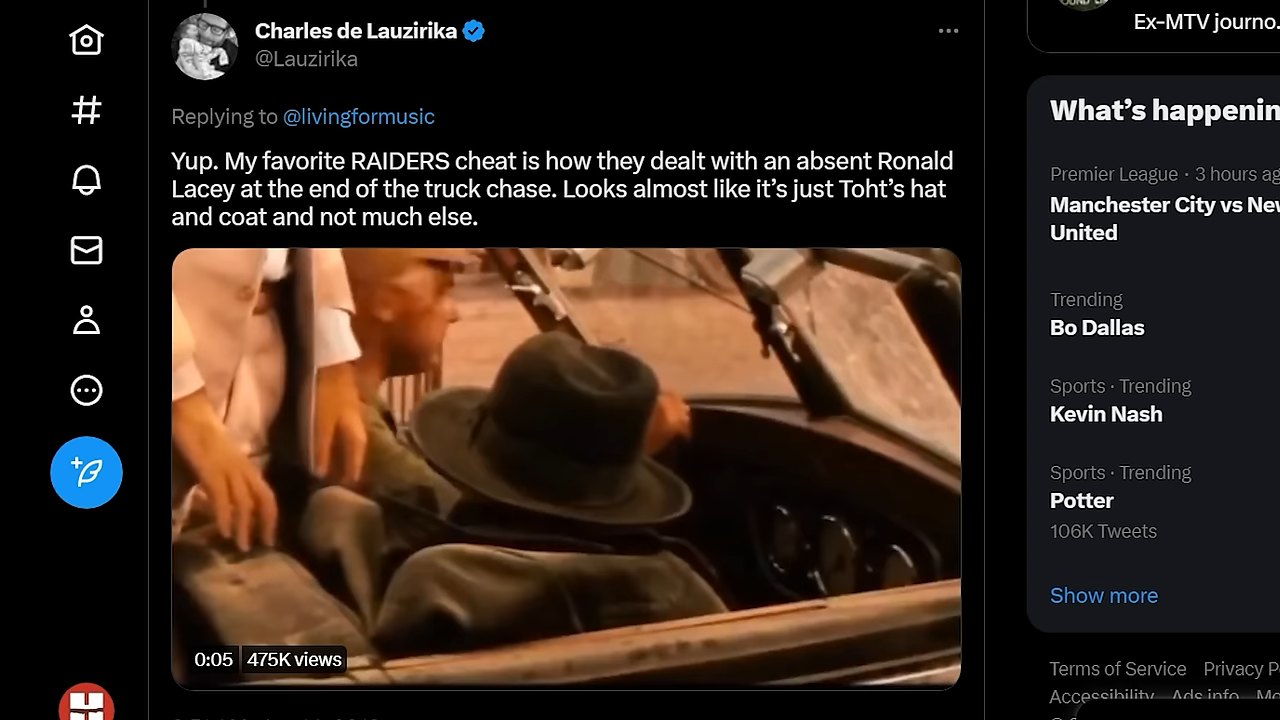 Charles de Lauzirika
@Lauzirika
Replying to @livingformusic
Yup. My favorite RAIDERS cheat is how they dealt with an absent Ronald
Lacey at the end of the truck chase. Looks almost like it’s just Toht’s hat
and coat and not much else.
0:05 475K views
Ex-MTV journo.
What’s happenin
Premier League · 3 hours ag
Manchester City vs New
United
Trending
Bo Dallas
Sports · Trending
Kevin Nash
Sports · Trending
Potter
106K Tweets
Show more
Terms of Service Privacy P
Accessibility Ads info Mo